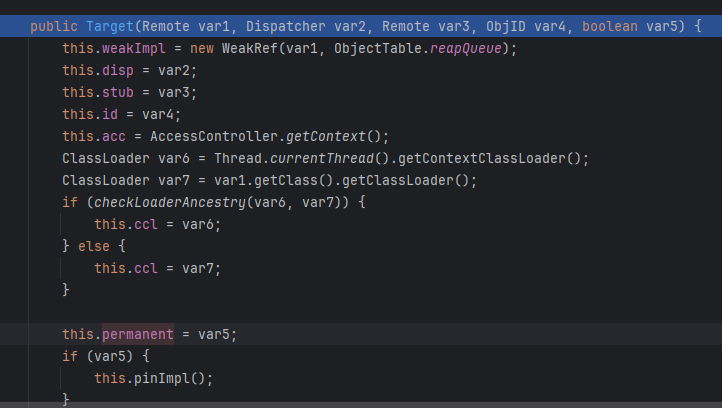 public Target(Remote var1, Dispatcher var2, Remote var3, ObjID var4, boolean var5) {
    this.weakImpl = new WeakRef(var1, ObjectTable.reapQueue);
    this.disp = var2;
    this.stub = var3;
    this.id = var4;
    this.acc = AccessController.getContext();
    ClassLoader var6 = Thread.currentThread().getContextClassLoader();
    ClassLoader var7 = var1.getClass().getClassLoader();
    if (checkLoaderAncestry(var6, var7)) {
        this.ccl = var6;
    } else {
        this.ccl = var7;
    }
    this.permanent = var5;
    if (var5) {
        this.pinImpl();
    }